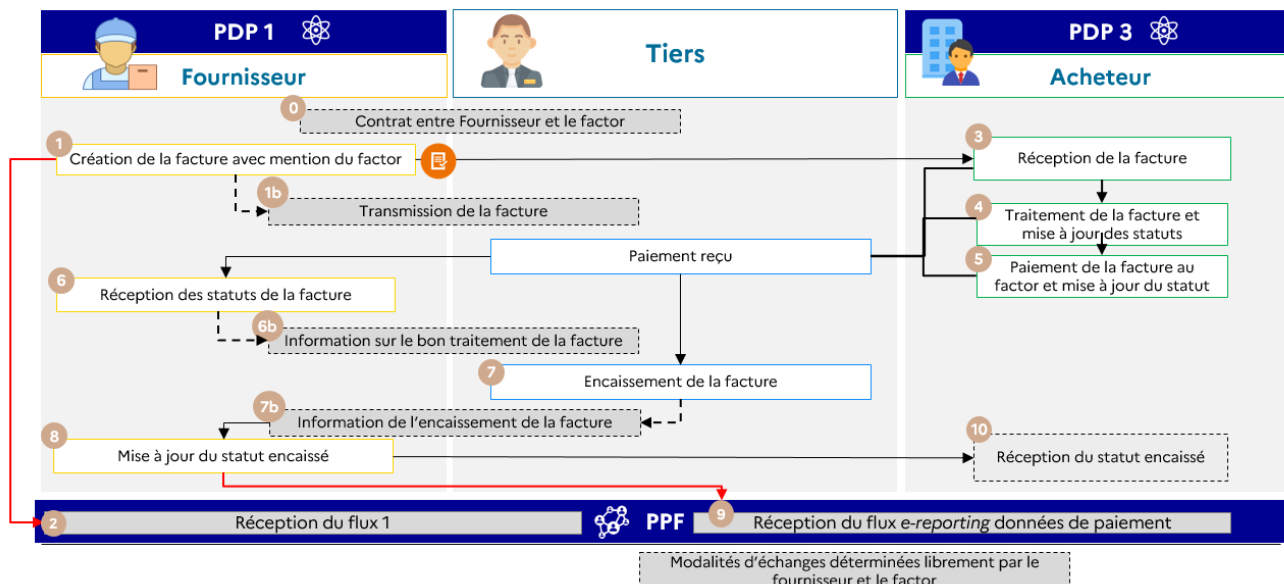 PDP 1
Fournisseur
Tiers
PDP 3
Acheteur
0
Contrat entre Fournisseur et le factor
1
Création de la facture avec mention du factor
3
Réception de la facture
1b
Transmission de la facture
4
Traitement de la facture et
mise à jour des statuts
Paiement reçu
5
Paiement de la facture au
factor et mise à jour du statut
6
Réception des statuts de la facture
6b
Information sur le bon traitement de la facture
7
Encaissement de la facture
7b
Information de l'encaissement de la facture
8
Mise à jour du statut encaissé
10
Réception du statut encaissé
2
Réception du flux 1
PPF
9
Réception du flux e-reporting données de paiement
Modalités d'échanges déterminées librement par le
fournisseur et le factor